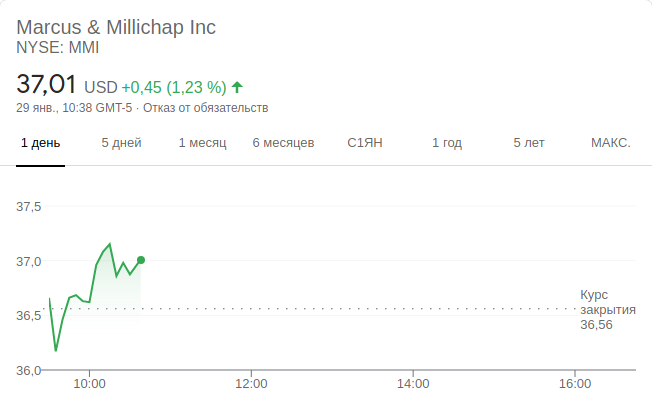 Marcus & Millichap Inc
NYSE: MMI
37,01 USD +0,45 (1,23 %)
29 янв., 10:38 GMT-5 · Отказ от обязательств
1 день 5 дней 1 месяц 6 месяцев С1ЯН 1 год 5 лет МАКС.
37,5
37,0
36,5
36,0
Курс
закрытия
36,56
10:00 12:00 14:00 16:00